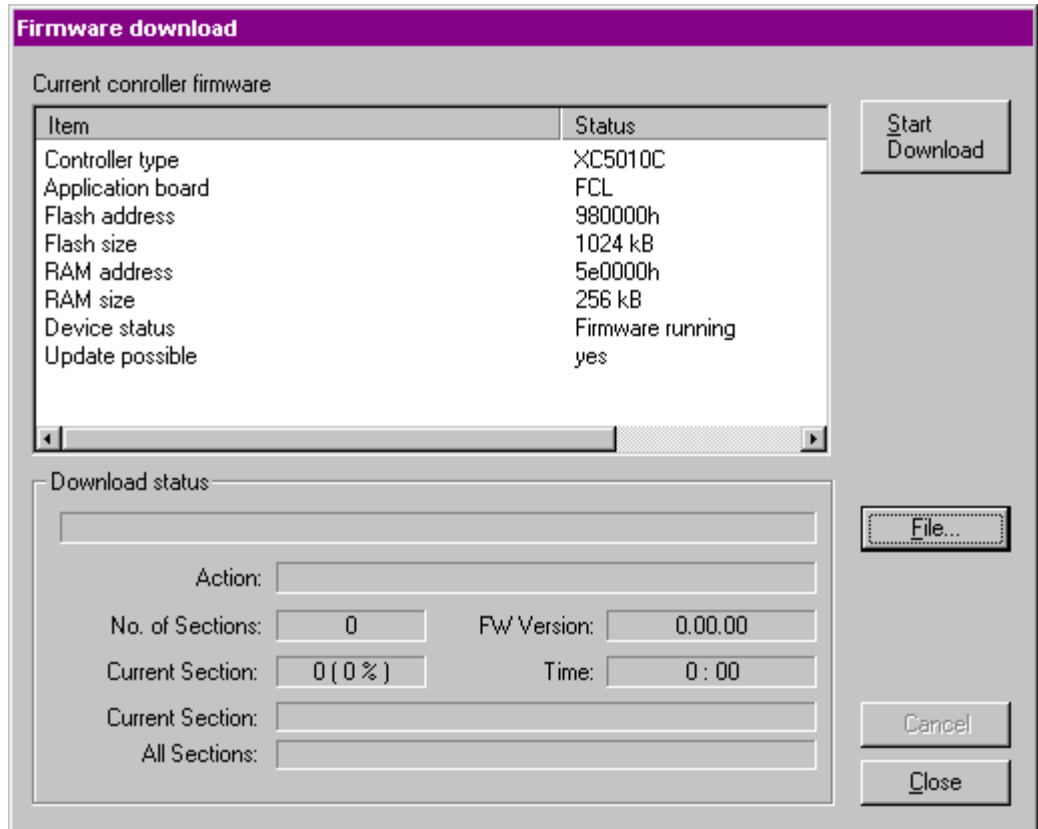 Firmware download
Current conroller firmware
Item Status
Controller type XC5010C
Application board FCL
Flash address 980000h
Flash size 1024 kB
RAM address 5e0000h
RAM size 256 kB
Device status Firmware running
Update possible yes
Start
Download
Download status
File...
Action:
No. of Sections: 0 FW Version: 0.00.00
Current Section: 0 ( 0 % ) Time: 0 : 00
Current Section:
All Sections:
Cancel
Close